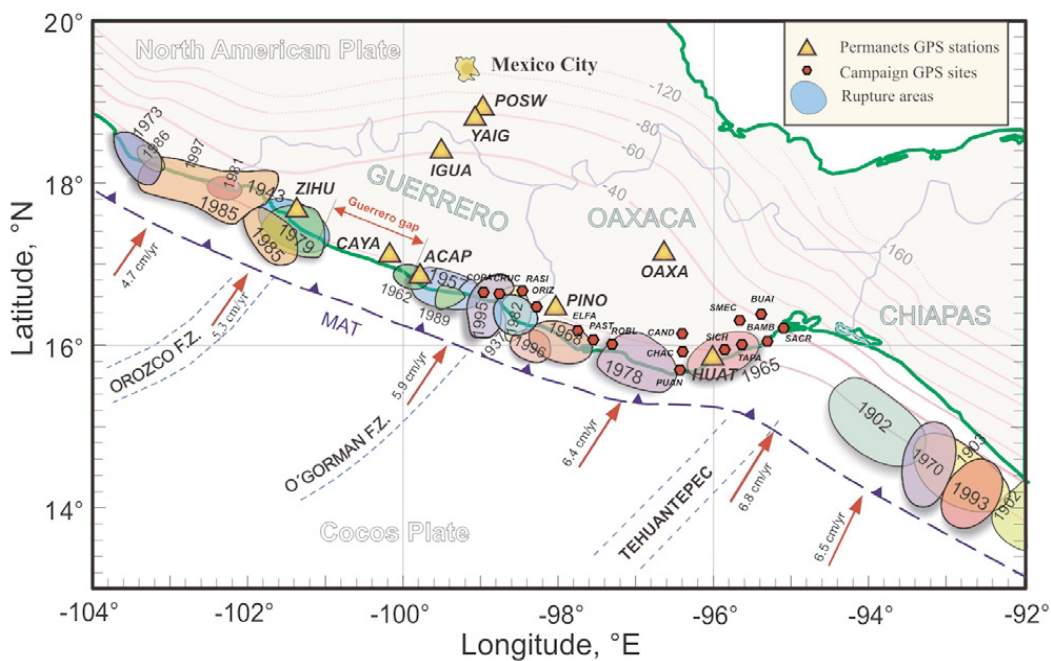 20°
18°
16°
14°
Latitude, °N
-104°
-102°
-100°
-98°
-96°
-94°
-92°
Longitude, °E
North American Plate
Mexico City
Permanets GPS stations
Campaign GPS sites
Rupture areas
POSW
YAIG
IGUA
-120
-80
-60
-40
-160
1973
1986
1997
1981
1943
1985
1985
1979
ZIHU
GUERRERO
Guerrero gap
OAXACA
CHIAPAS
CAYA
ACAP
OAXA
PINO
HUAT
1962
1957
1989
1995
1982
1937
1996
1968
1978
1965
COPA
CRUC
RASI
ORIZ
ELFA
PAST
ROBL
CAND
CHAC
PUAN
SMEC
BUAI
SICH
BAMB
TAPA
SACR
1902
1970
1903
1993
1902
MAT
4.7 cm/yr
5.3 cm/yr
5.9 cm/yr
6.4 cm/yr
6.8 cm/yr
6.5 cm/yr
OROZCO F.Z.
O´GORMAN F.Z.
TEHUANTEPEC
Cocos Plate